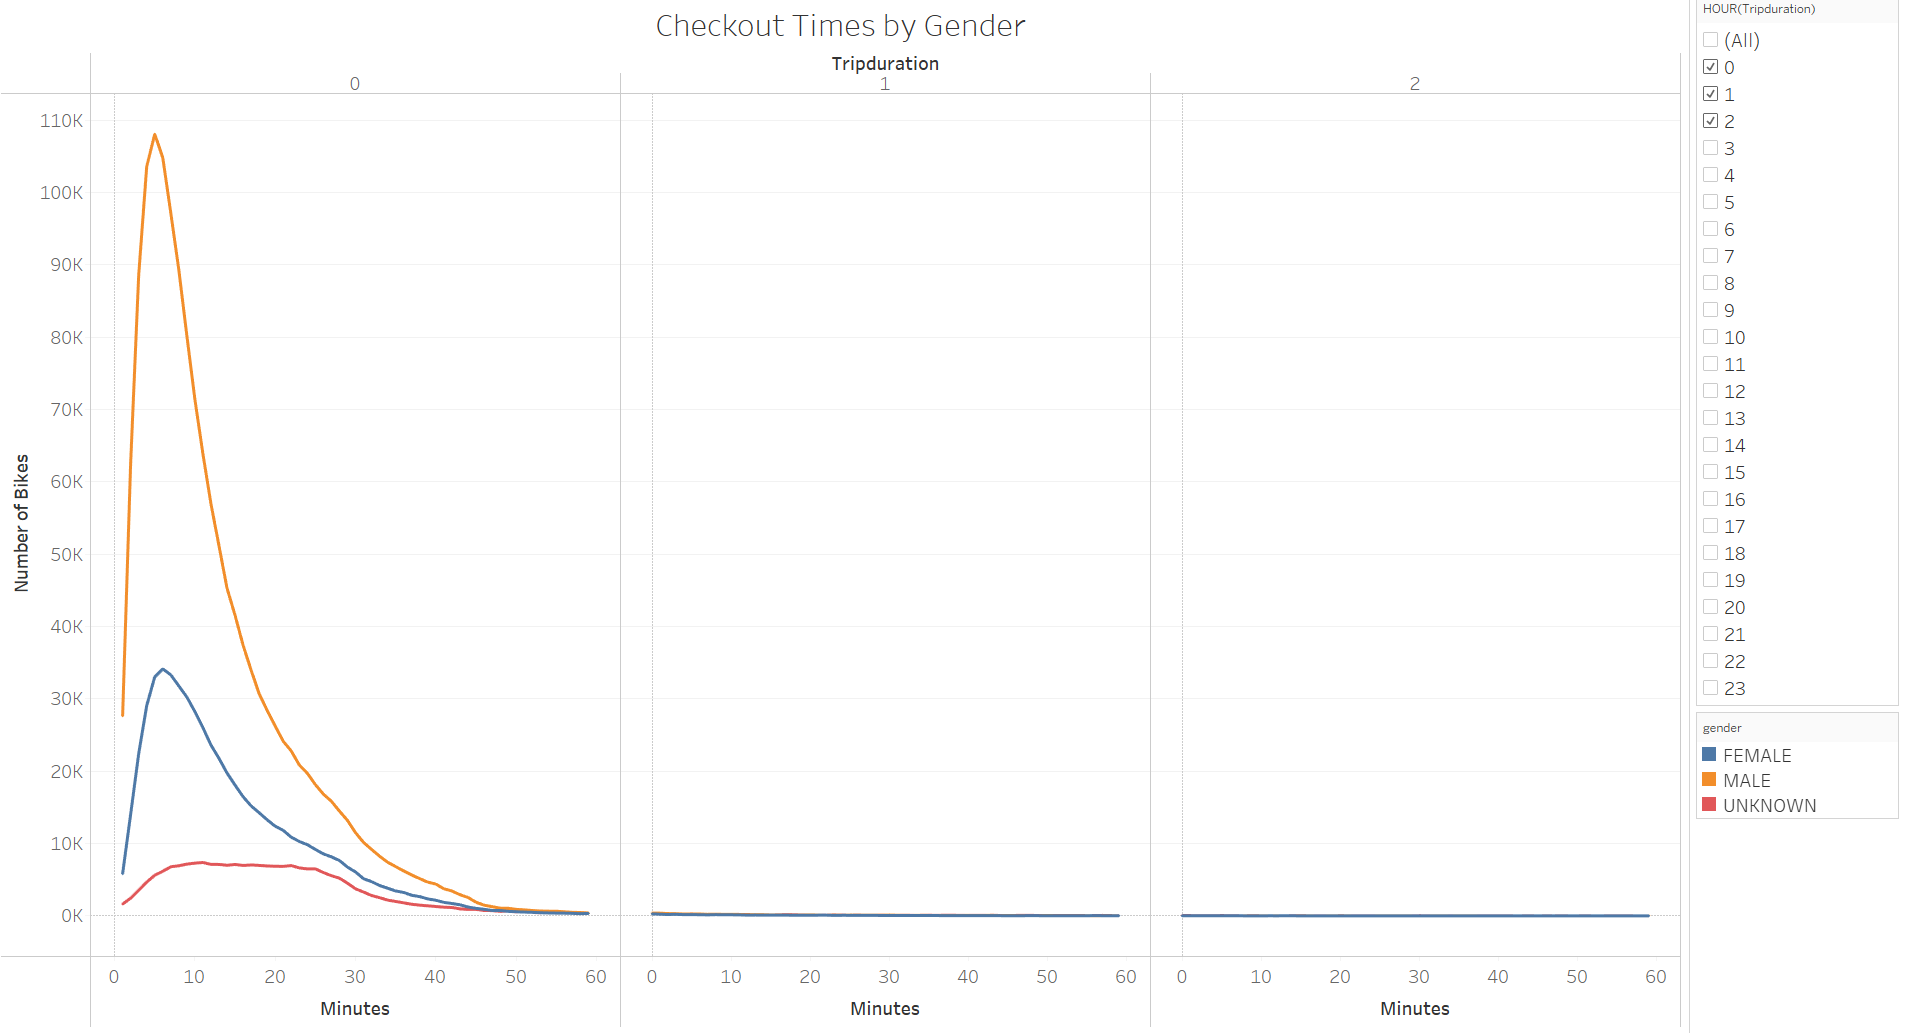 Checkout Times by Gender
Tripduration
0 1 2
110K
100K
90K
80K
70K
60K
50K
40K
30K
20K
10K
0K
Number of Bikes
0 10 20 30 40 50 60 0 10 20 30 40 50 60 0 10 20 30 40 50 60
Minutes Minutes Minutes
HOUR(Tripduration)
(All)
0
1
2
3
4
5
6
7
8
9
10
11
12
13
14
15
16
17
18
19
20
21
22
23
gender
FEMALE
MALE
UNKNOWN